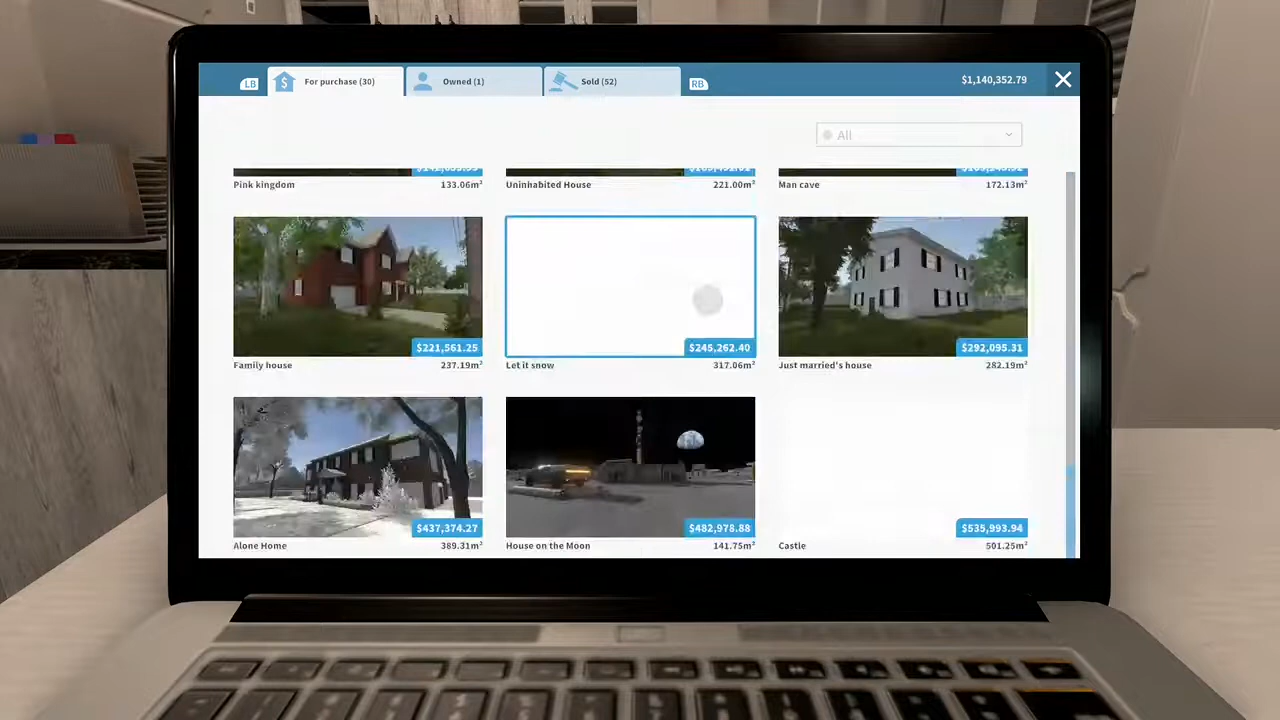 LB
For purchase (30)
Owned (1)
Sold (52)
RB
$1,140,352.79
All
Pink kingdom
133.06m²
Uninhabited House
221.00m²
Man cave
172.13m²
$221,561.25
Family house
237.19m²
$245,262.40
Let it snow
317.06m²
$292,095.31
Just married's house
282.19m²
$437,374.27
Alone Home
389.31m²
$482,978.88
House on the Moon
141.75m²
$535,993.94
Castle
501.25m²